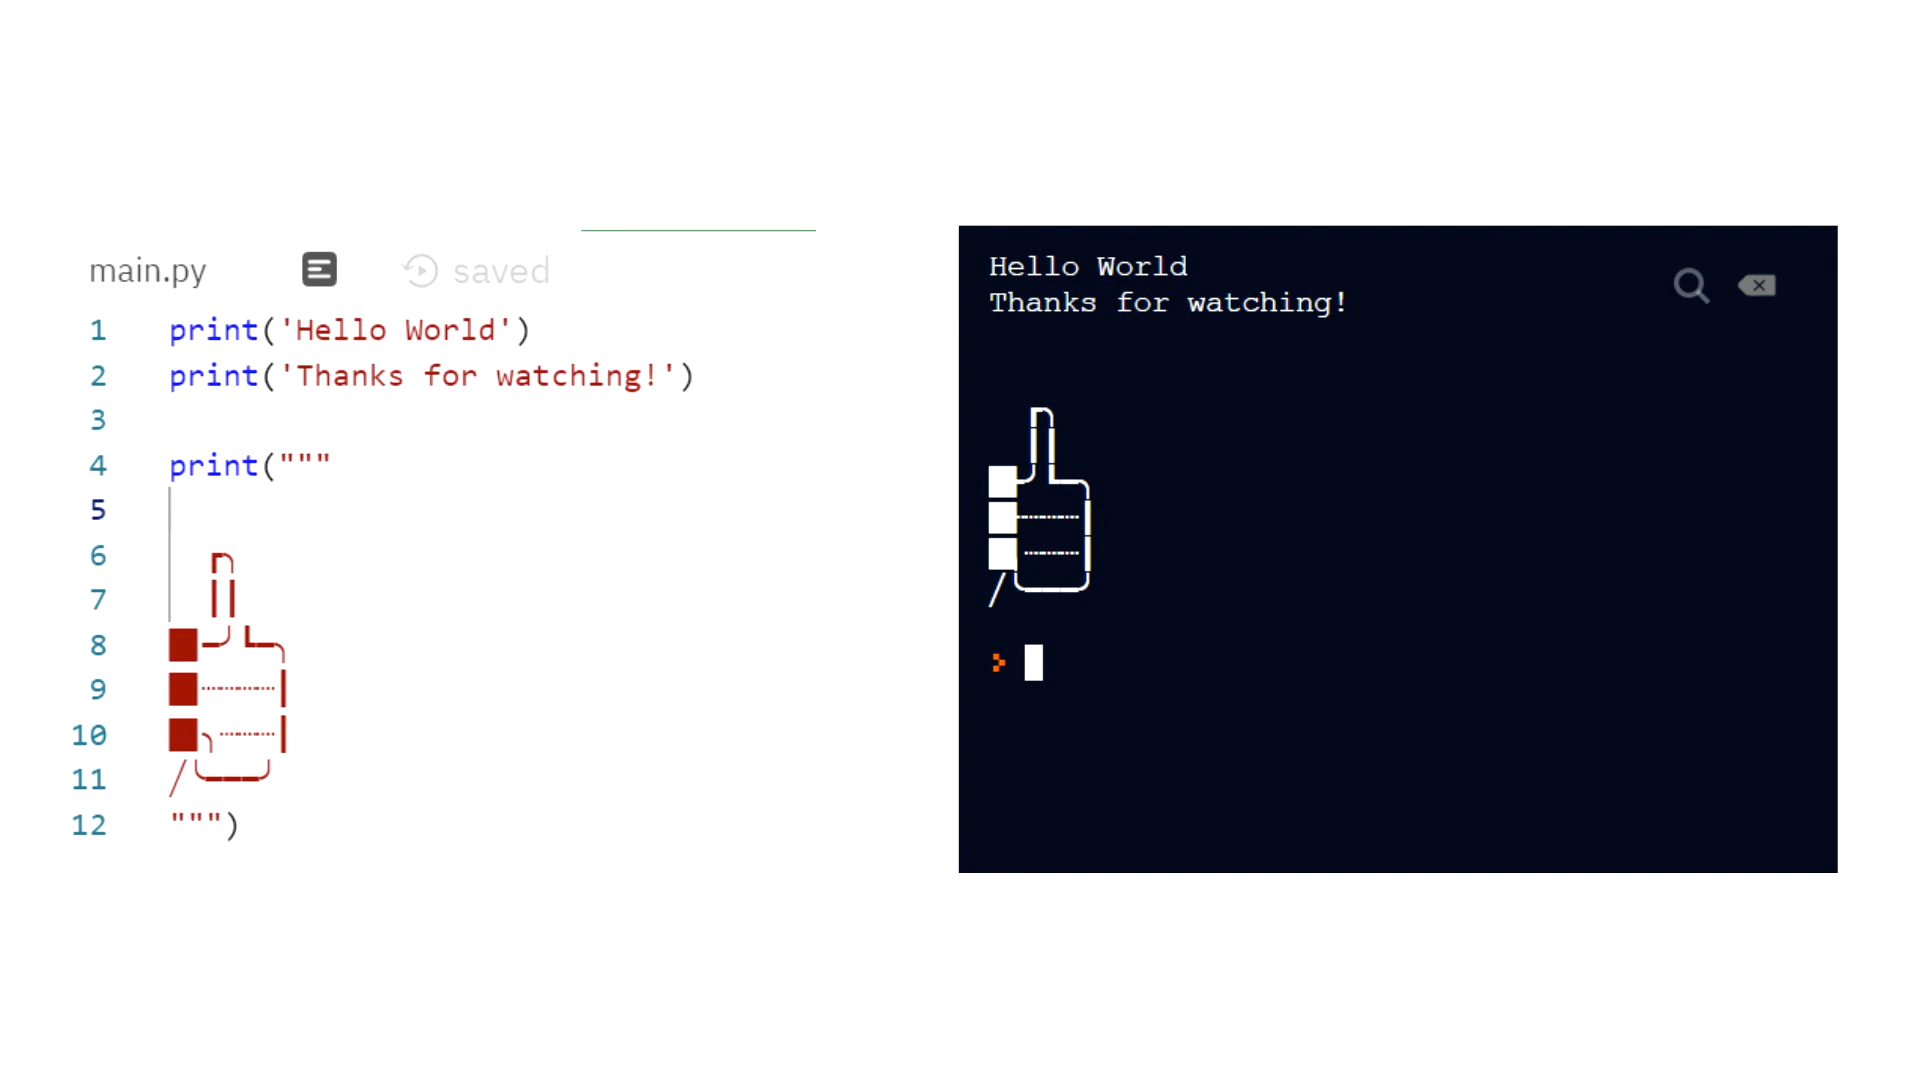 main.py saved
1 print('Hello World')
2 print('Thanks for watching!')
3
4 print("""
5
6
7
8
9
10
11 /
12 """)
Hello World
Thanks for watching!
/
>